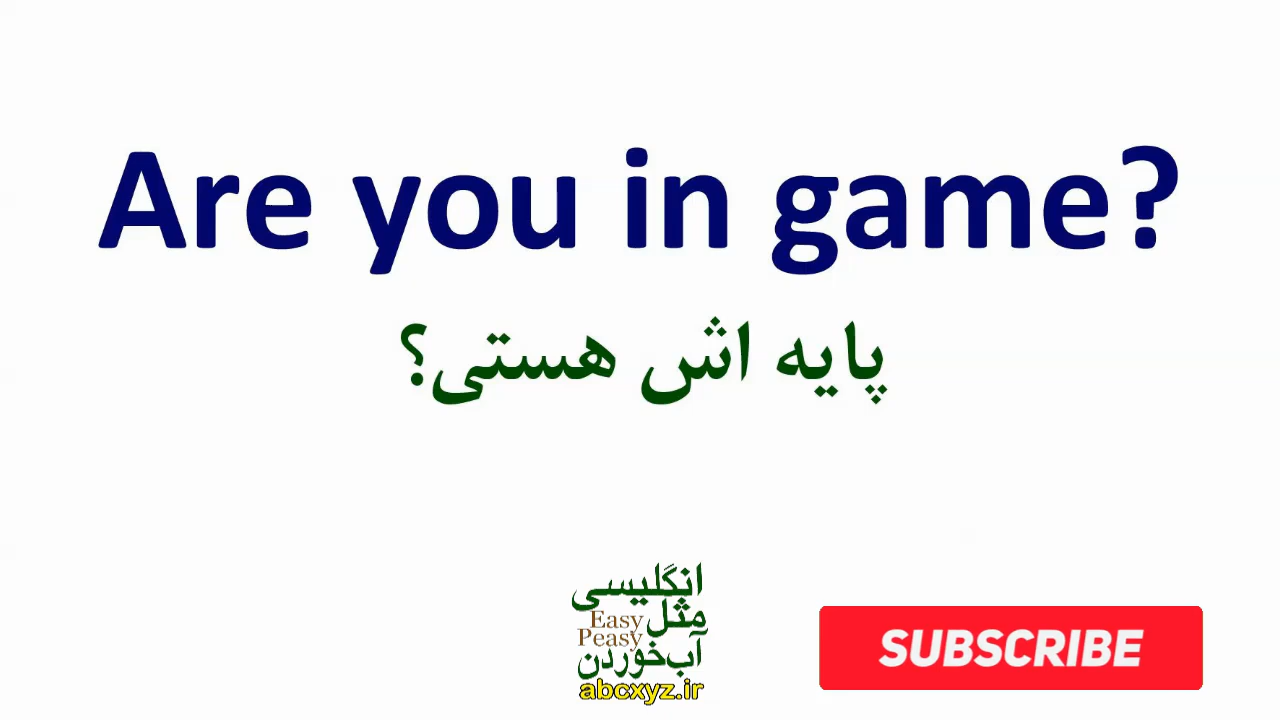 Are you in game?
پایه اش هستی؟
انگلیسی
مثل
Easy
Peasy
آب‌خوردن
abcxyz.ir
SUBSCRIBE